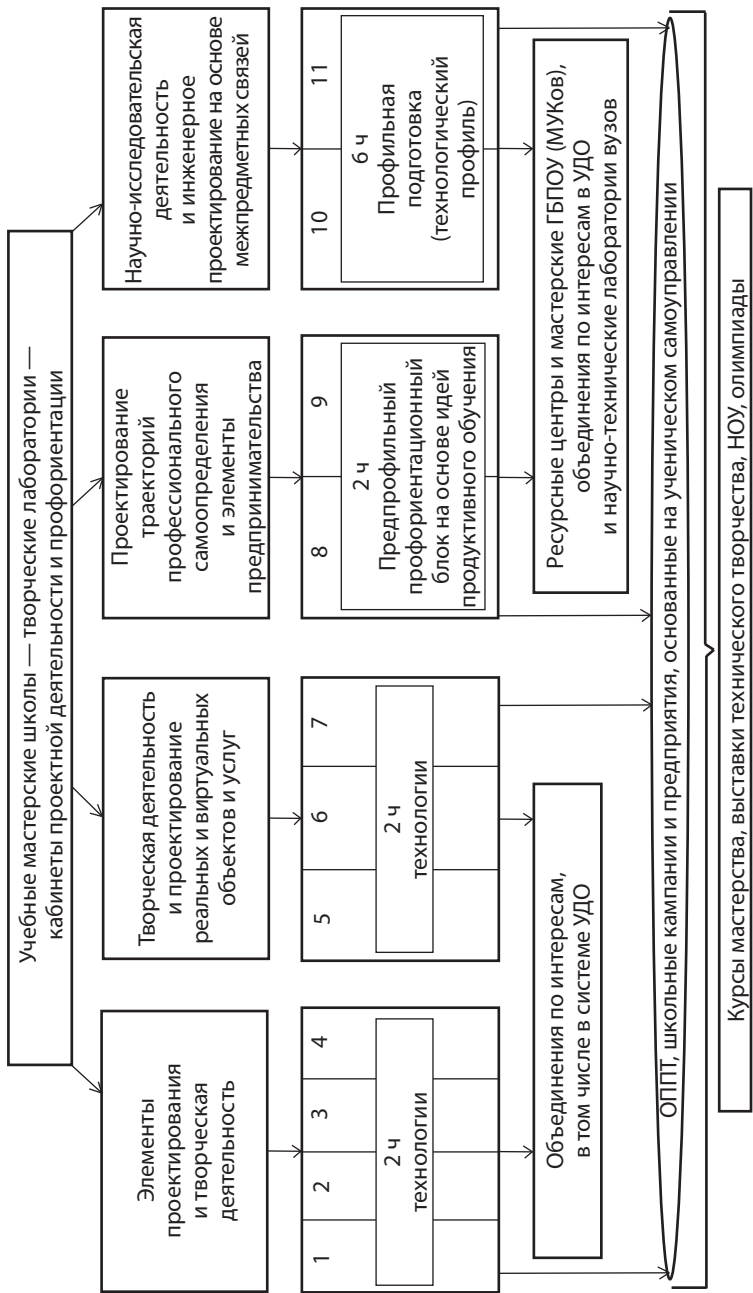 Учебные мастерские школы — творческие лаборатории —
кабинеты проектной деятельности и профориентации
Элементы
проектирования
и творческая
деятельность
Творческая деятельность
и проектирование
реальных и виртуальных
объектов и услуг
Проектирование
траекторий
профессионального
самоопределения
и элементы
предпринимательства
Научно-исследовательская
деятельность
и инженерное
проектирование на основе
межпредметных связей
1 2 3 4
2 ч
технологии
5 6 7
2 ч
технологии
8 9
2 ч
Предпрофильный
профориентационный
блок на основе идей
продуктивного обучения
10 11
6 ч
Профильная
подготовка
(технологический
профиль)
Объединения по интересам,
в том числе в системе УДО
Ресурсные центры и мастерские ГБПОУ (МУКов),
объединения по интересам в УДО
и научно-технические лаборатории вузов
ОППТ, школьные кампании и предприятия, основанные на ученическом самоуправлении
Курсы мастерства, выставки технического творчества, НОУ, олимпиады